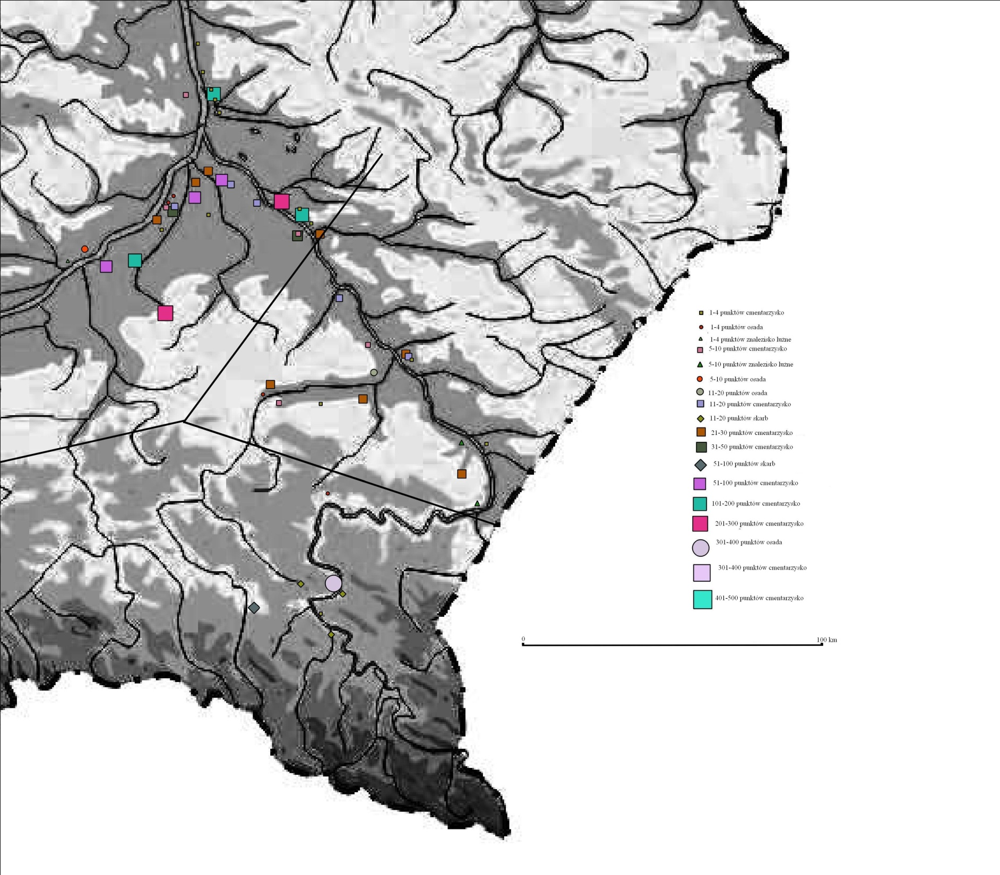 1-4 punktów cmentarzysko
1-4 punktów osada
1-4 punktów znalezisko lużne
5-10 punktów cmentarzysko
5-10 punktów znalezisko lużne
5-10 punktów osada
11-20 punktów osada
11-20 punktów cmentarzysko
11-20 punktów skarb
21-30 punktów cmentarzysko
31-50 punktów cmentarzysko
51-100 punktów skarb
51-100 punktów cmentarzysko
101-200 punktów cmentarzysko
201-300 punktów cmentarzysko
301-400 punktów osada
301-400 punktów cmentarzysko
401-500 punktów cmentarzysko
0 100 km